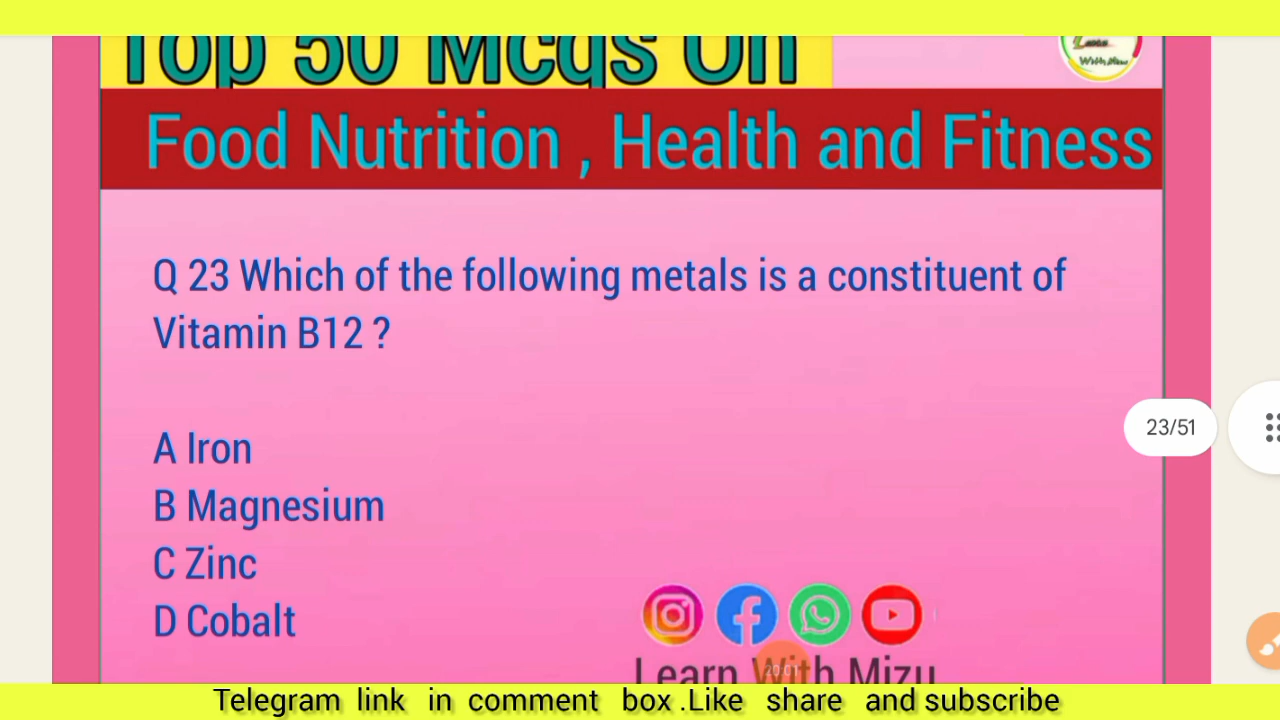 Top 50 Mcqs On
Food Nutrition , Health and Fitness
Q 23 Which of the following metals is a constituent of
Vitamin B12 ?
A Iron
B Magnesium
C Zinc
D Cobalt
23/51
Learn With Mizu
20:01
Telegram link in comment box .Like share and subscribe